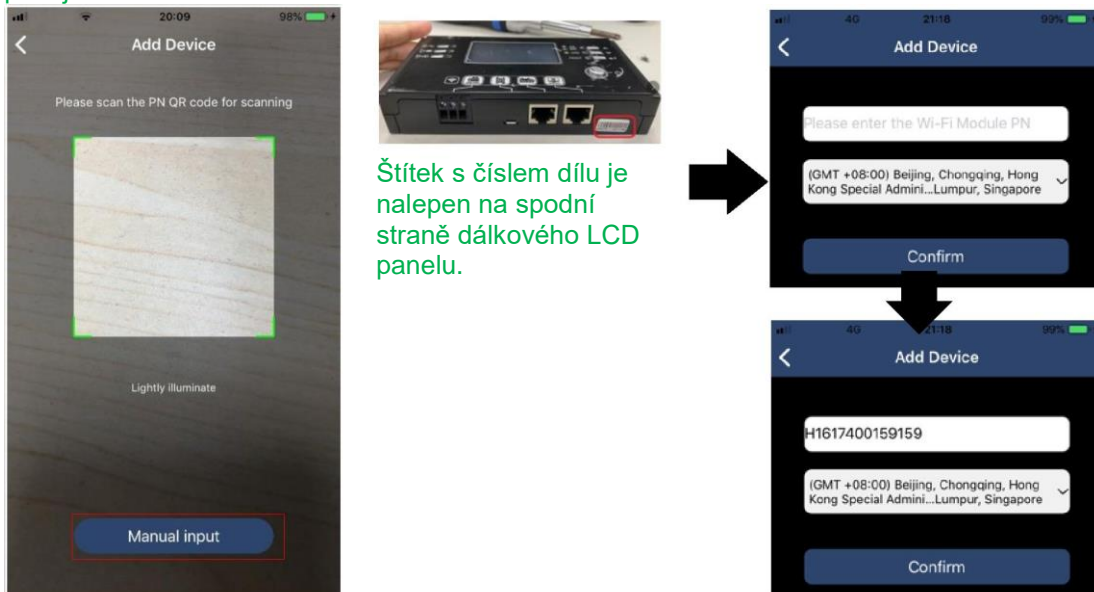 20:09
98%
Add Device
Please scan the PN QR code for scanning
Lightly illuminate
Manual input
Štítek s číslem dílu je
nalepen na spodní
straně dálkového LCD
panelu.
4G
21:18
99%
Add Device
Please enter the Wi-Fi Module PN
(GMT +08:00) Beijing, Chongqing, Hong
Kong Special Admini...Lumpur, Singapore
Confirm
4G
21:18
99%
Add Device
H1617400159159
(GMT +08:00) Beijing, Chongqing, Hong
Kong Special Admini...Lumpur, Singapore
Confirm